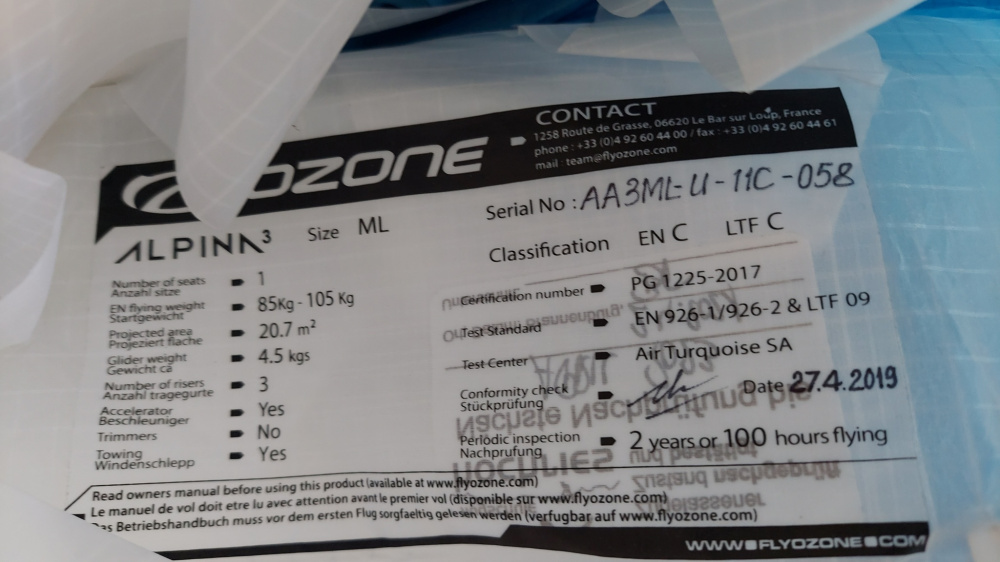 CONTACT
1258 Route de Grasse, 06620 Le Bar sur Loup, France
phone : +33 (0)4 92 60 44 00 / fax : +33 (0)4 92 60 44 61
mail : team@flyozone.com
OZONE
ALPINA3 Size ML
Serial No : AA3ML-U-11C-058
Classification EN C LTF C
Number of seats 1
Anzahl sitze
EN flying weight 85Kg - 105 Kg
Startgewicht
Projected area 20.7 m²
Projeziert flache
Glider weight 4.5 kgs
Gewicht ca
Number of risers 3
Anzahl tragegurte
Accelerator Yes
Beschleuniger
Trimmers No
Towing Yes
Windenschlepp
Certification number PG 1225-2017
Test Standard EN 926-1/926-2 & LTF 09
Test Center Air Turquoise SA
Conformity check Date 27.4.2019
Stückprüfung
Periodic inspection 2 years or 100 hours flying
Nachprufung
Nächste Nachprüfung bis
und bestätigt
Zustand nachgeprüft
Read owners manual before using this product (available at www.flyozone.com)
Le manuel de vol doit etre lu avec attention avant le premier vol (disponible sur www.flyozone.com)
as Betriebshandbuch muss vor dem ersten Flug sorgfaeltig gelesen werden (verfugbar auf www.flyozone.com)
WWW.FLYOZONE.COM